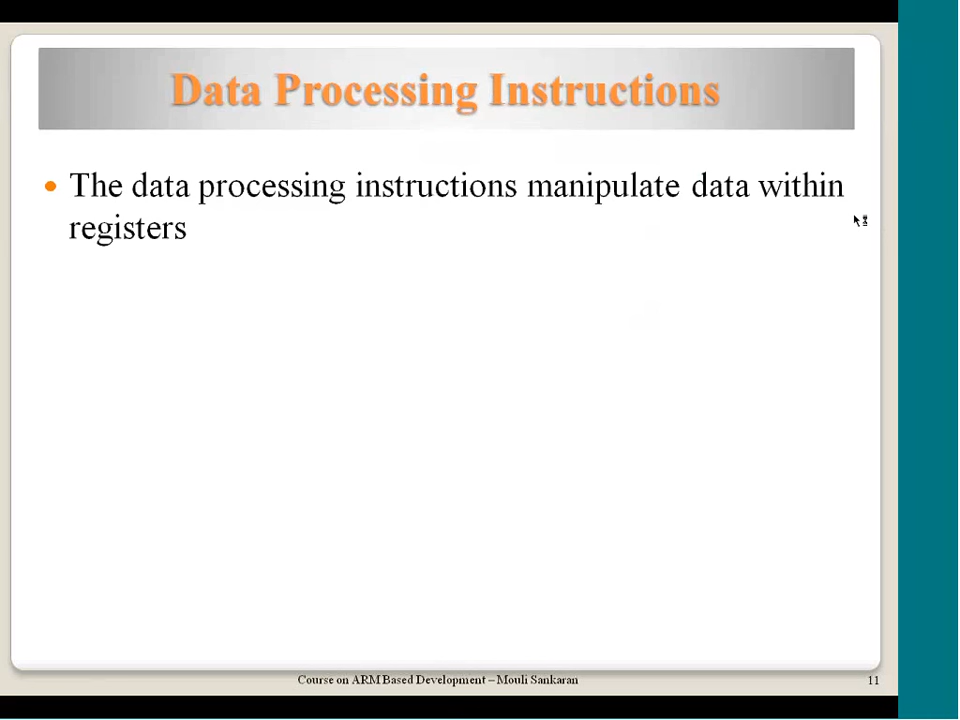 Data Processing Instructions
The data processing instructions manipulate data within
registers
Course on ARM Based Development – Mouli Sankaran
11